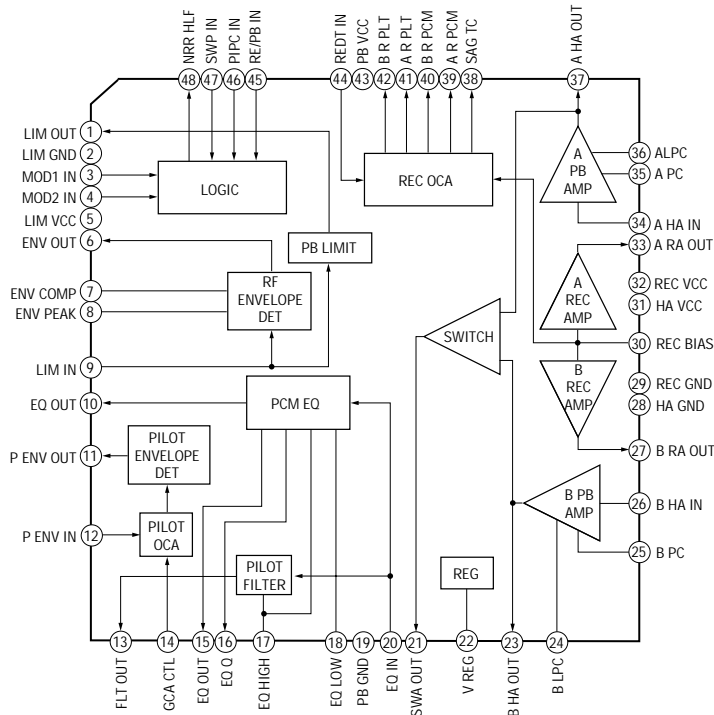 NRR HLF
SWP IN
PIPC IN
RE/PB IN
REDT IN
PB VCC
B R PLT
A R PLT
B R PCM
A R PCM
SAG TC
A HA OUT
48
47
46
45
44
43
42
41
40
39
38
37
LIM OUT 1
LIM GND 2
MOD1 IN 3
MOD2 IN 4
LIM VCC 5
ENV OUT 6
ENV COMP 7
ENV PEAK 8
LIM IN 9
EQ OUT 10
P ENV OUT 11
P ENV IN 12
LOGIC
REC OCA
A
PB
AMP
PB LIMIT
RF
ENVELOPE
DET
SWITCH
A
REC
AMP
B
REC
AMP
PCM EQ
PILOT
ENVELOPE
DET
PILOT
OCA
PILOT
FILTER
REG
B PB
AMP
36 ALPC
35 A PC
34 A HA IN
33 A RA OUT
32 REC VCC
31 HA VCC
30 REC BIAS
29 REC GND
28 HA GND
27 B RA OUT
26 B HA IN
25 B PC
13
14
15
16
17
18
19
20
21
22
23
24
FLT OUT
GCA CTL
EQ OUT
EQ Q
EQ HIGH
EQ LOW
PB GND
EQ IN
SWA OUT
V REG
B HA OUT
B LPC